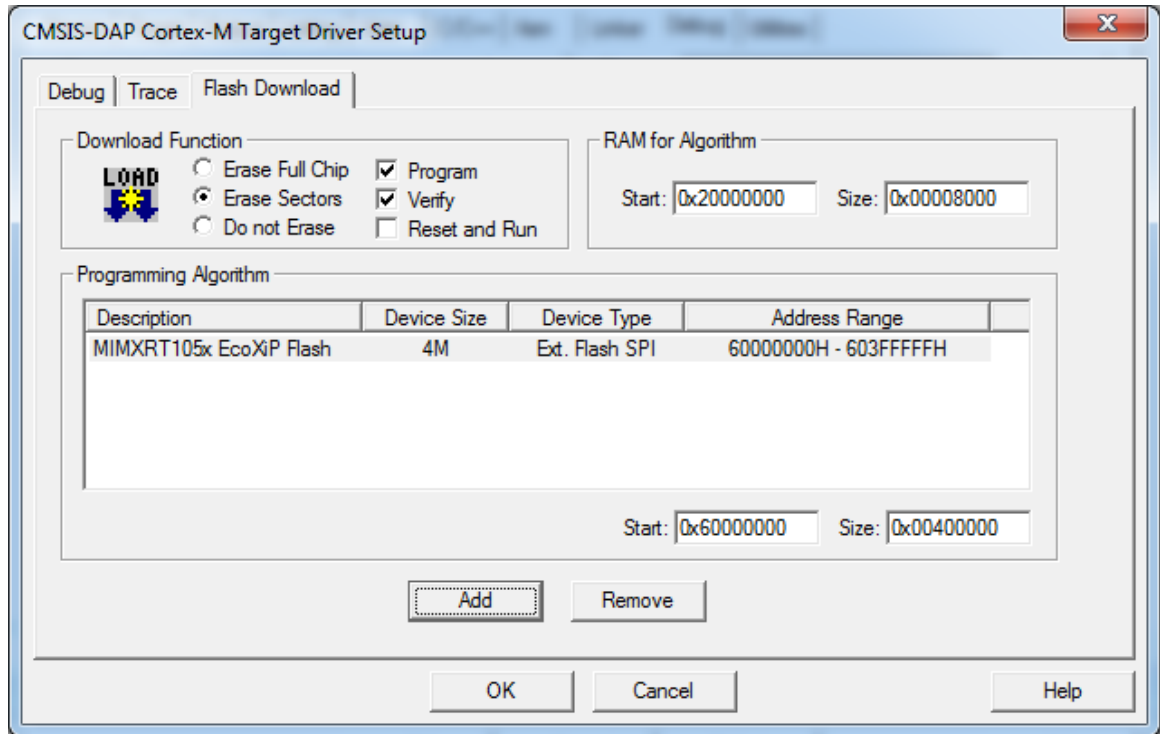 CMSIS-DAP Cortex-M Target Driver Setup
Debug Trace Flash Download
Download Function
LOAD
Erase Full Chip
Erase Sectors
Do not Erase
Program
Verify
Reset and Run
RAM for Algorithm
Start: 0x20000000 Size: 0x00008000
Programming Algorithm
Description Device Size Device Type Address Range
MIMXRT105x EcoXiP Flash 4M Ext. Flash SPI 60000000H - 603FFFFFH
Start: 0x60000000 Size: 0x00400000
Add Remove
OK Cancel Help